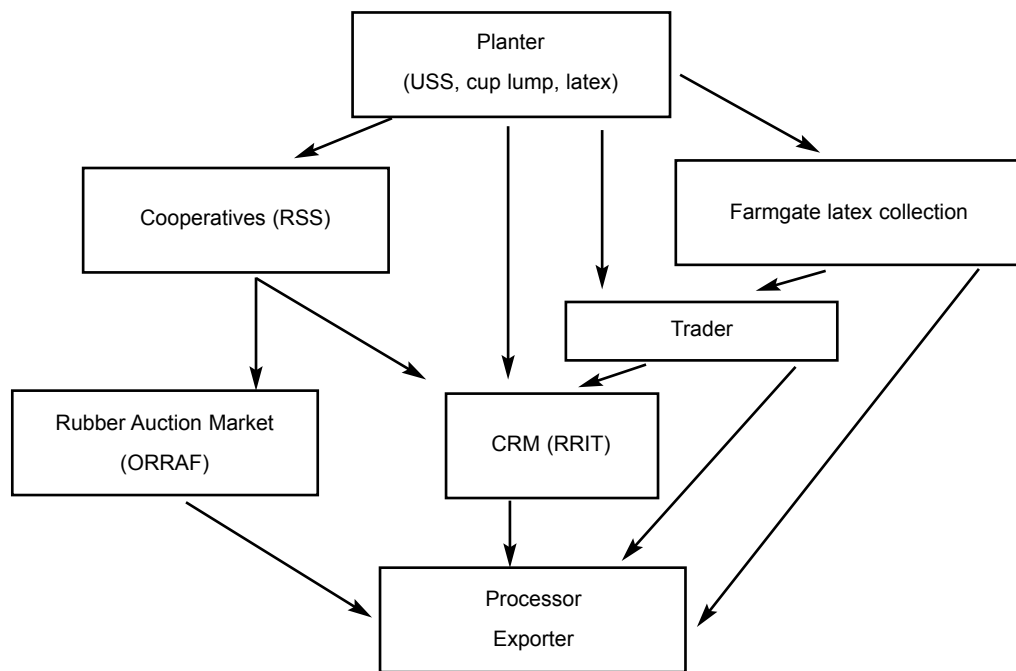 Planter
(USS, cup lump, latex)
Cooperatives (RSS)
Farmgate latex collection
Trader
Rubber Auction Market
(ORRAF)
CRM (RRIT)
Processor
Exporter